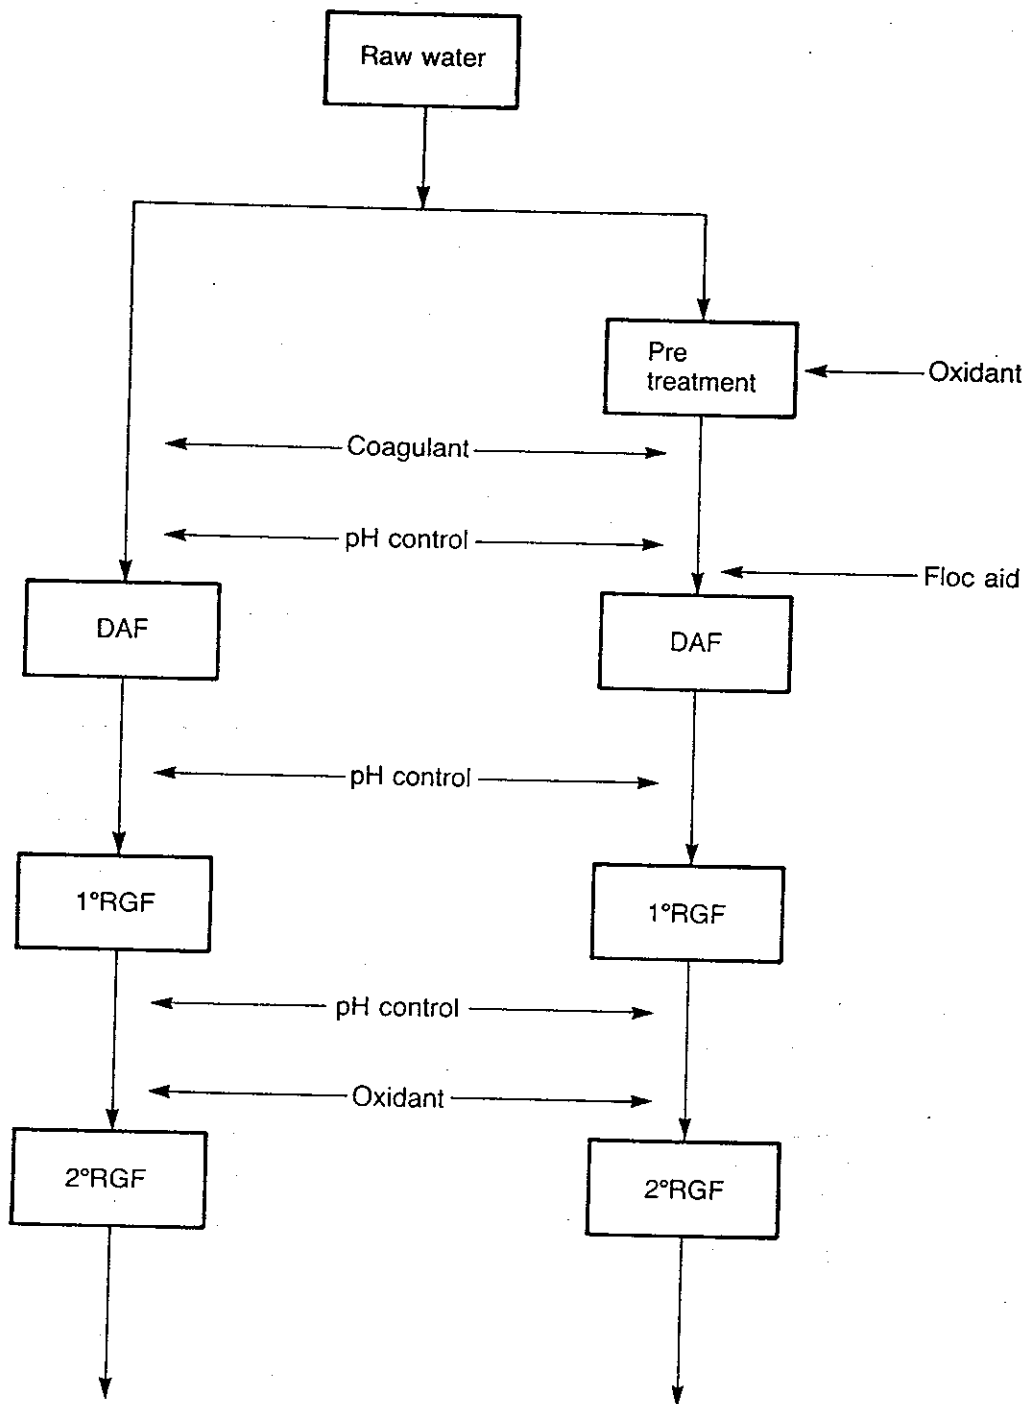 Raw water
Pre
treatment
Oxidant
Coagulant
pH control
Floc aid
DAF
DAF
pH control
1°RGF
1°RGF
pH control
Oxidant
2°RGF
2°RGF